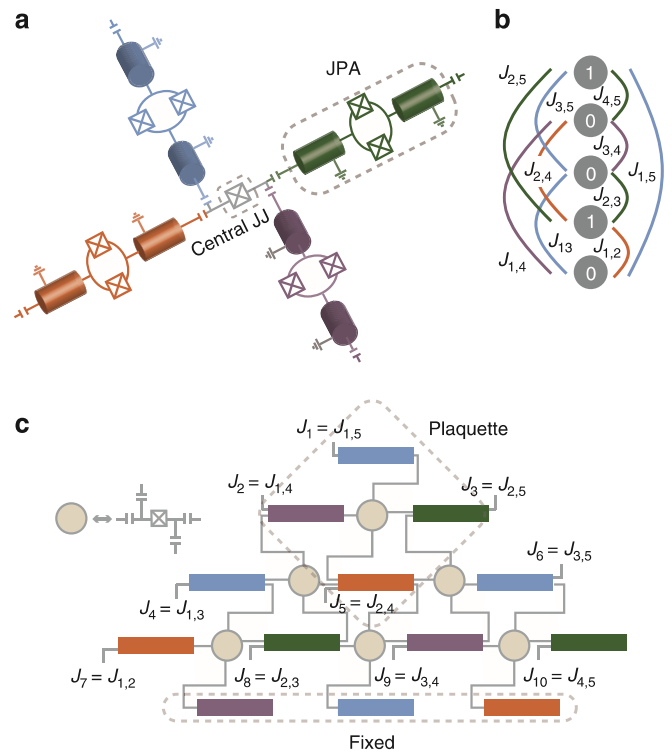 a
JPA
Central JJ
b
J2,5
J3,5
J4,5
J3,4
J2,4
J1,5
J2,3
J13
J1,2
J1,4
1
0
0
1
0
c
J1 = J1,5
Plaquette
J2 = J1,4
J3 = J2,5
J6 = J3,5
J4 = J1,3
J5 = J2,4
J7 = J1,2
J8 = J2,3
J9 = J3,4
J10 = J4,5
Fixed